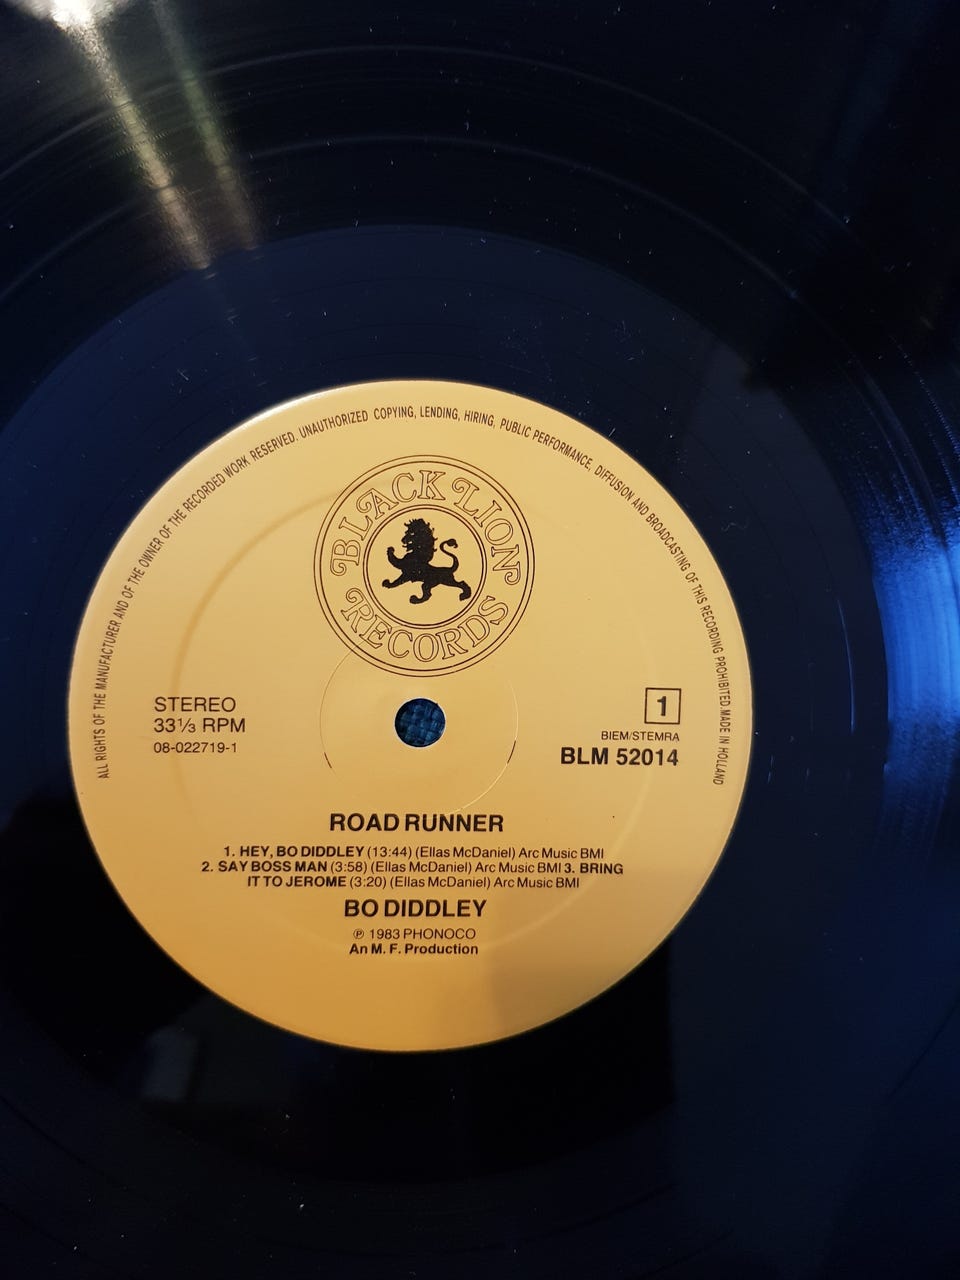 ALL RIGHTS OF THE MANUFACTURER AND OF THE OWNER OF THE RECORDED WORK RESERVED. UNAUTHORIZED COPYING, LENDING, HIRING, PUBLIC PERFORMANCE, DIFFUSION AND BROADCASTING OF THIS RECORDING PROHIBITED. MADE IN HOLLAND
BLACK LION
RECORDS
STEREO
33⅓ RPM
08-022719-1
1
BIEM/STEMRA
BLM 52014
ROAD RUNNER
1. HEY, BO DIDDLEY (13:44) (Ellas McDaniel) Arc Music BMI
2. SAY BOSS MAN (3:58) (Ellas McDaniel) Arc Music BMI 3. BRING
IT TO JEROME (3:20) (Ellas McDaniel) Arc Music BMI
BO DIDDLEY
℗ 1983 PHONOCO
An M. F. Production